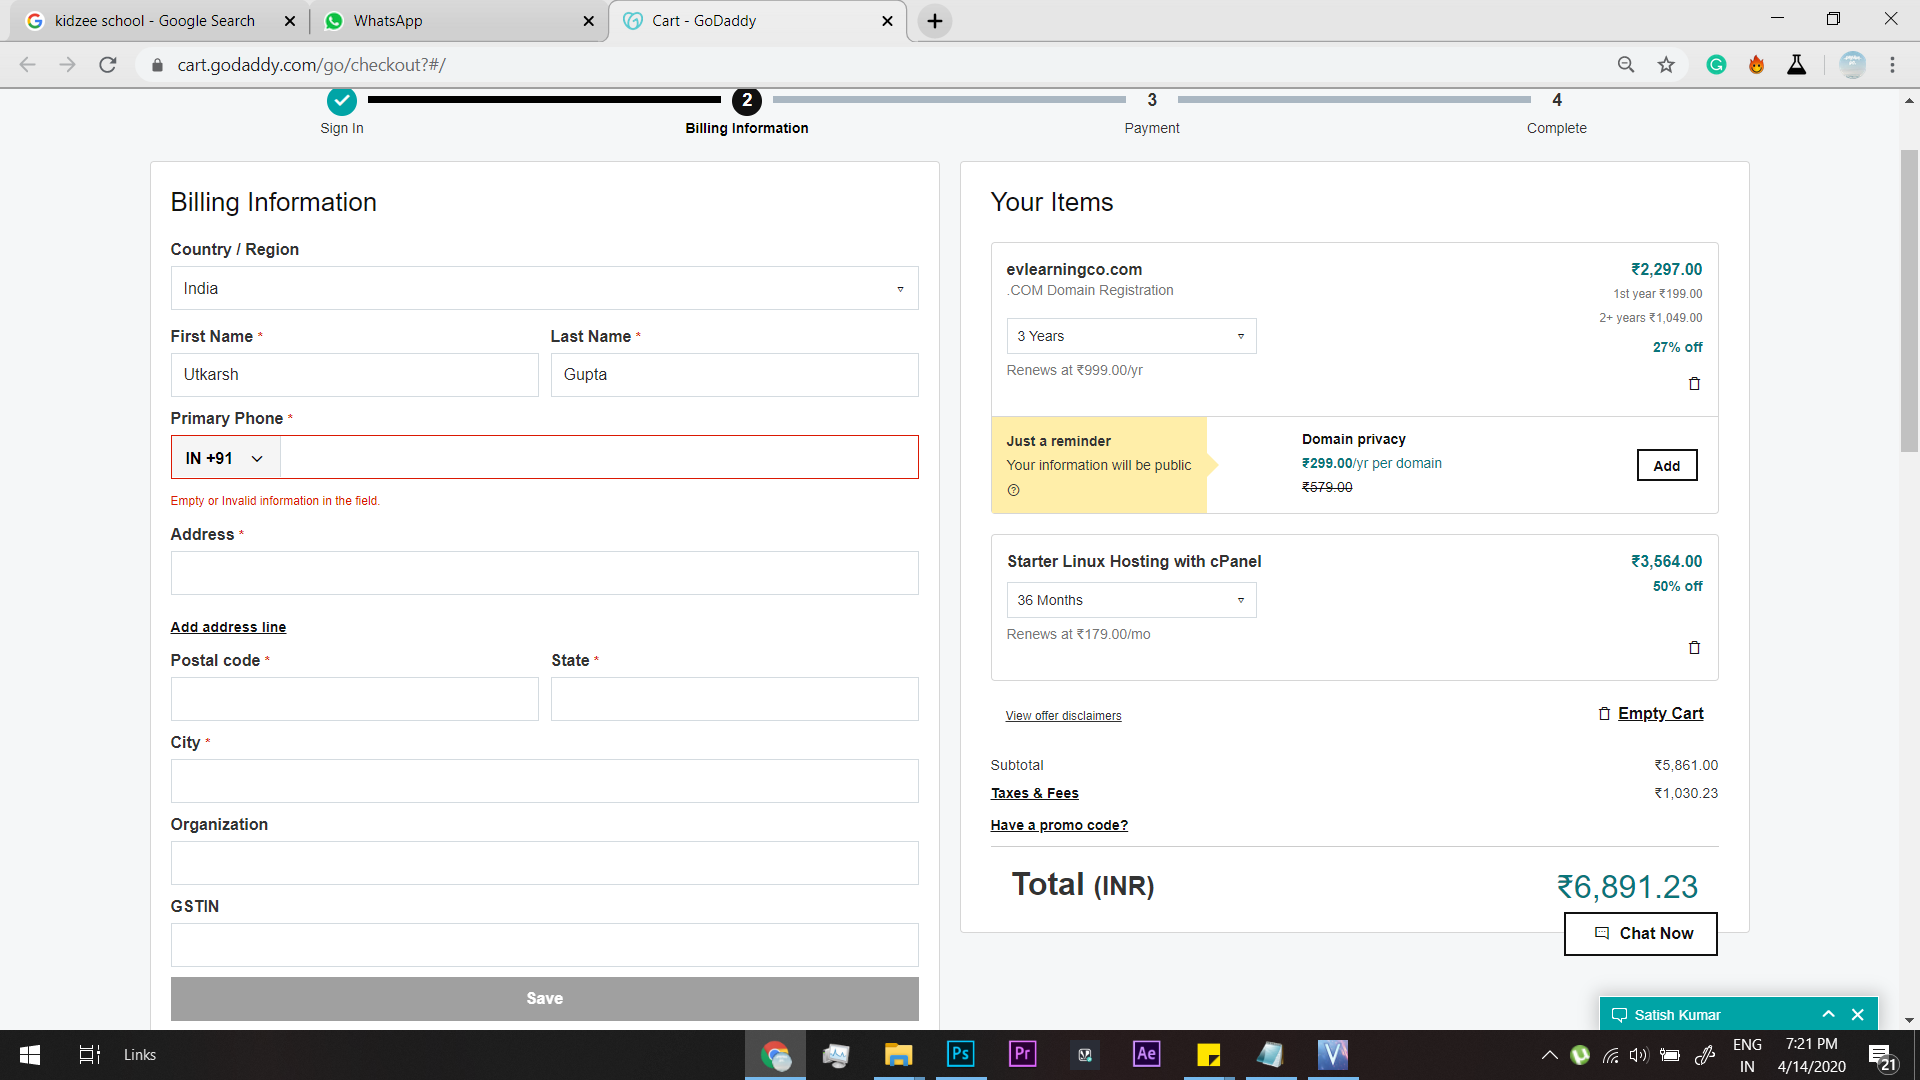 kidzee school - Google Search
WhatsApp
Cart - GoDaddy
cart.godaddy.com/go/checkout?#/
2
3
4
Sign In
Billing Information
Payment
Complete
Billing Information
Country / Region
India
First Name *
Last Name *
Utkarsh
Gupta
Primary Phone *
IN +91
Empty or Invalid information in the field.
Address *
Add address line
Postal code *
State *
City *
Organization
GSTIN
Save
Your Items
evlearningco.com
₹2,297.00
.COM Domain Registration
1st year ₹199.00
2+ years ₹1,049.00
3 Years
27% off
Renews at ₹999.00/yr
Just a reminder
Your information will be public
Domain privacy
₹299.00/yr per domain
₹579.00
Add
Starter Linux Hosting with cPanel
₹3,564.00
50% off
36 Months
Renews at ₹179.00/mo
View offer disclaimers
Empty Cart
Subtotal
₹5,861.00
Taxes & Fees
₹1,030.23
Have a promo code?
Total (INR)
₹6,891.23
Chat Now
Satish Kumar
Links
Ps
Pr
Ae
V
ENG
IN
7:21 PM
4/14/2020
21